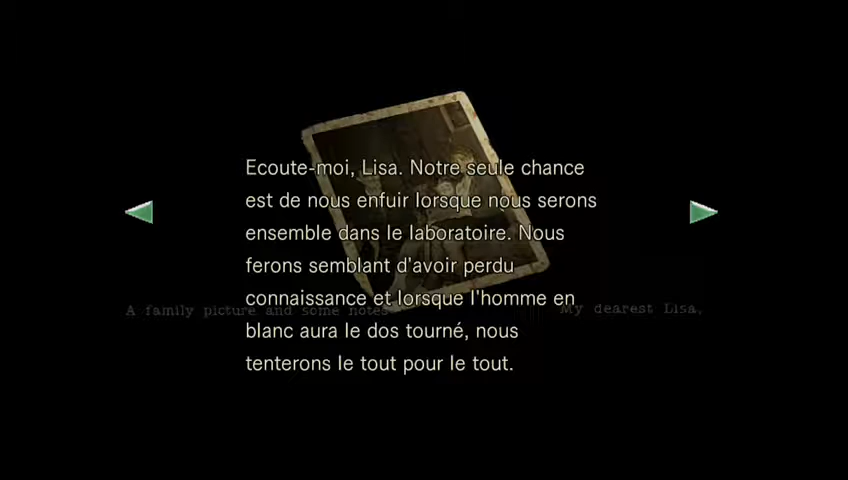 Ecoute-moi, Lisa. Notre seule chance
est de nous enfuir lorsque nous serons
ensemble dans le laboratoire. Nous
ferons semblant d'avoir perdu
connaissance et lorsque l'homme en
blanc aura le dos tourné, nous
tenterons le tout pour le tout.
A family picture and some notes
My dearest Lisa,